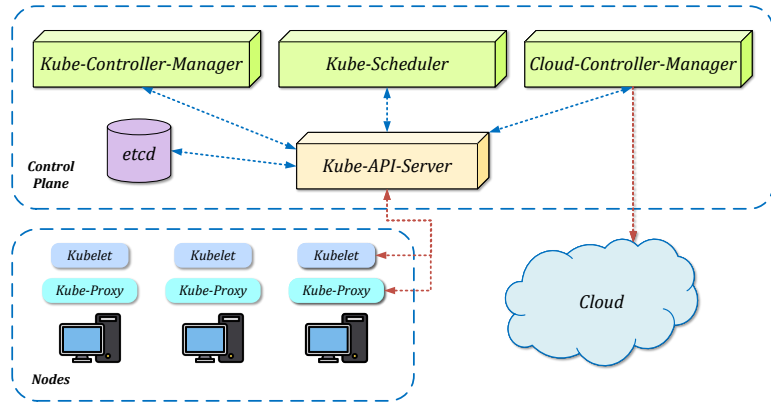 Kube-Controller-Manager
Kube-Scheduler
Cloud-Controller-Manager
etcd
Kube-API-Server
Control
Plane
Kubelet
Kubelet
Kubelet
Kube-Proxy
Kube-Proxy
Kube-Proxy
Cloud
Nodes